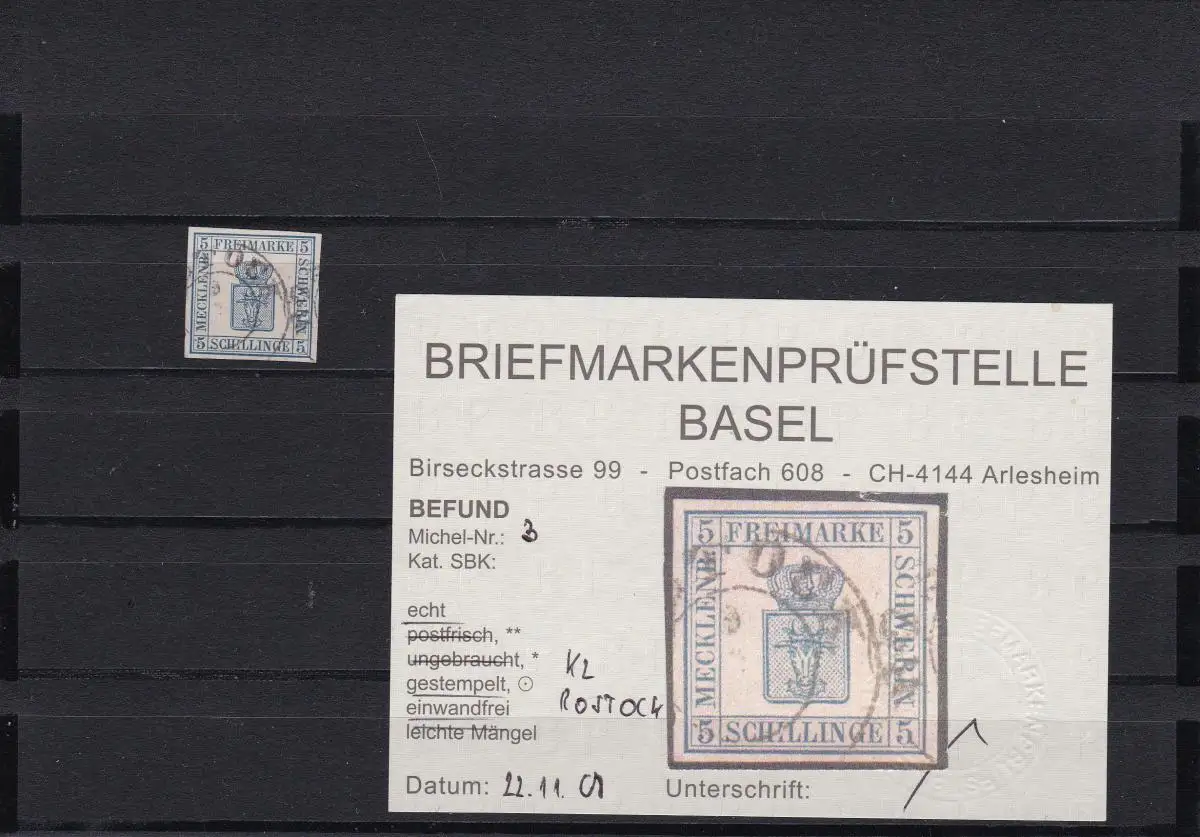 5 FREIMARKE 5
MECKLENB.
SCHWERIN
5 SCHILLINGE 5
BRIEFMARKENPRÜFSTELLE
BASEL
Birseckstrasse 99 - Postfach 608 - CH-4144 Arlesheim
BEFUND
Michel-Nr.: 3
Kat. SBK:
echt
postfrisch, **
ungebraucht, *
gestempelt, ⊙
einwandfrei
leichte Mängel
K2
ROSTOCK
5 FREIMARKE 5
MECKLENB.
SCHWERIN
5 SCHILLINGE 5
Datum: 22.11.
Unterschrift: